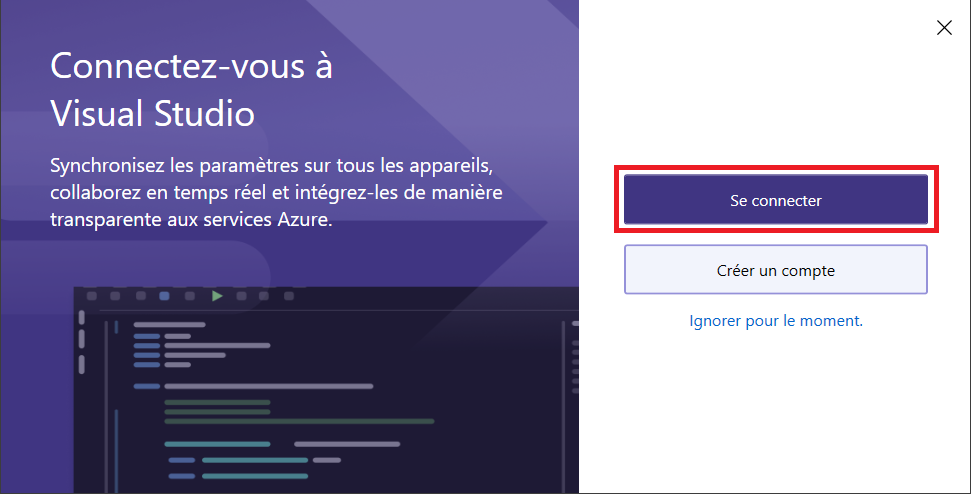 Connectez-vous à
Visual Studio
Synchronisez les paramètres sur tous les appareils,
collaborez en temps réel et intégrez-les de manière
transparente aux services Azure.
Se connecter
Créer un compte
Ignorer pour le moment.